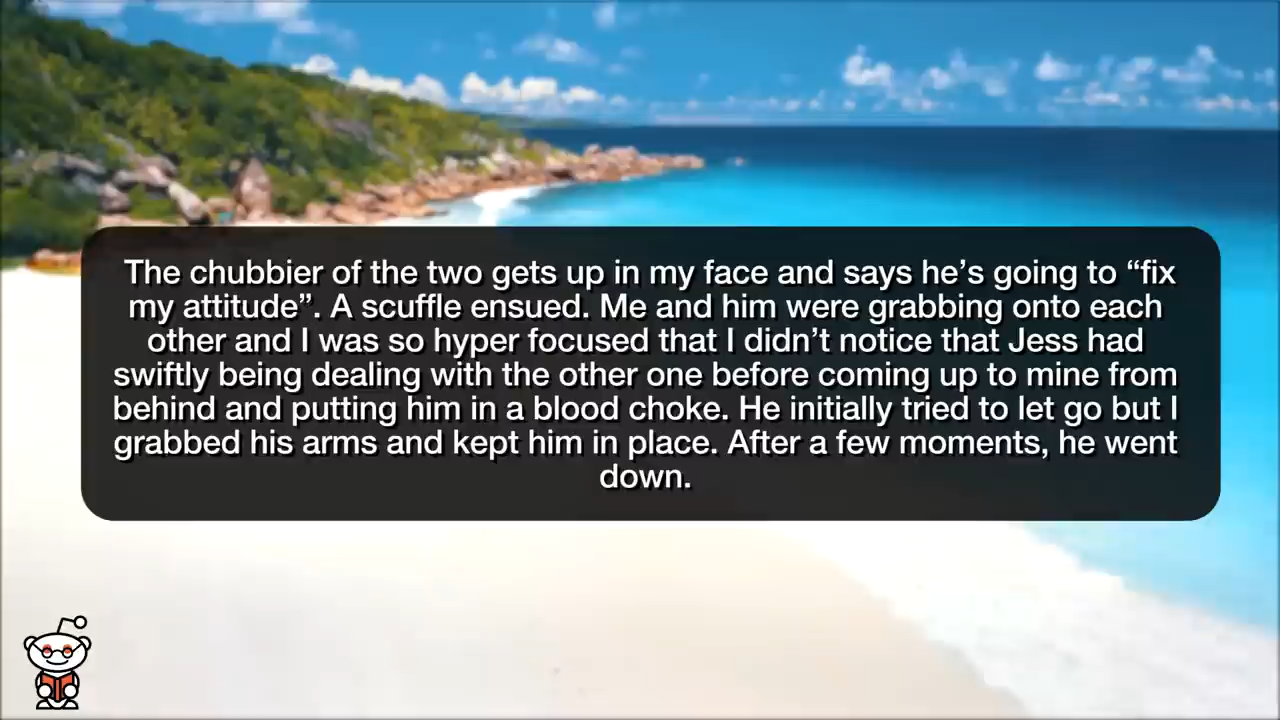 The chubbier of the two gets up in my face and says he’s going to “fix
my attitude”. A scuffle ensued. Me and him were grabbing onto each
other and I was so hyper focused that I didn’t notice that Jess had
swiftly being dealing with the other one before coming up to mine from
behind and putting him in a blood choke. He initially tried to let go but I
grabbed his arms and kept him in place. After a few moments, he went
down.